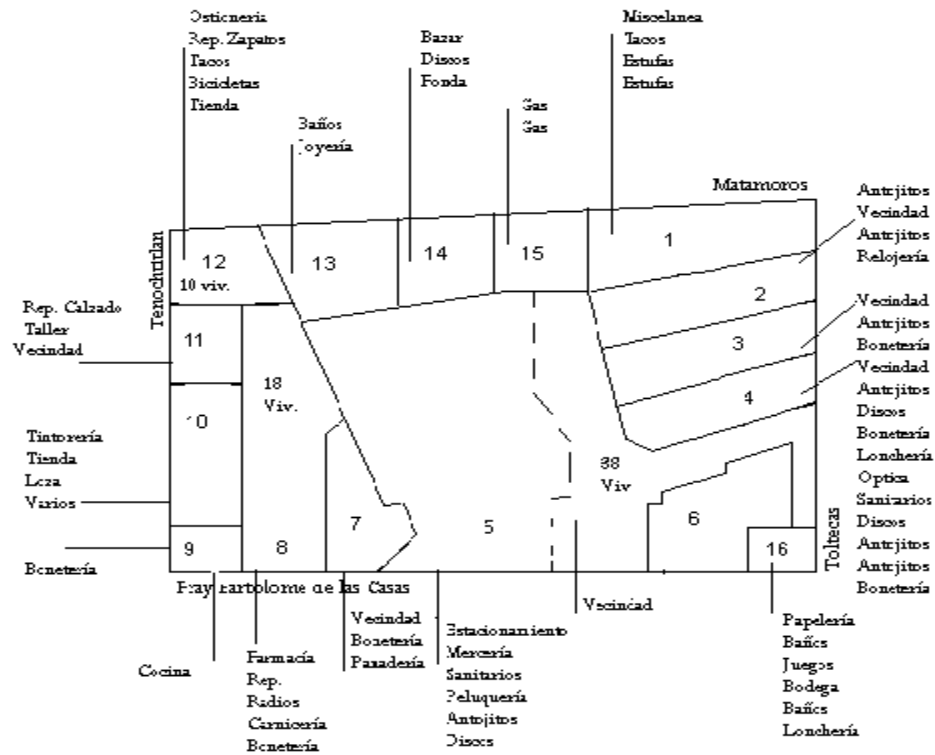 Osticneria
Rep. Zapatos
Tacos
Bicicletas
Tienda
Baños
Joyería
Bazar
Discos
Fonda
Gas
Gas
Miscelanea
Tacos
Estufas
Estufas
Matamoros
Antojitos
Vecindad
Antojitos
Relojería
Tenochtitlan
12
10 viv.
13
14
15
1
2
3
4
Vecindad
Antojitos
Bonetería
Vecindad
Antojitos
Discos
Bonetería
Lonchería
Optica
Sanitarios
Discos
Antojitos
Antojitos
Bonetería
Rep. Calzado
Taller
Vecindad
11
18
Viv.
10
Tintorería
Tienda
Loza
Varios
88
Viv
7
5
6
16
Toltecas
9
8
Bonetería
Fray Bartolome de las Casas
Cocina
Farmacía
Rep.
Radios
Carnicería
Bonetería
Vecindad
Bonetería
Panadería
Estacionamiento
Mercería
Sanitarios
Peluquería
Antojitos
Discos
Vecindad
Papelería
Baños
Juegos
Bodega
Baños
Lonchería